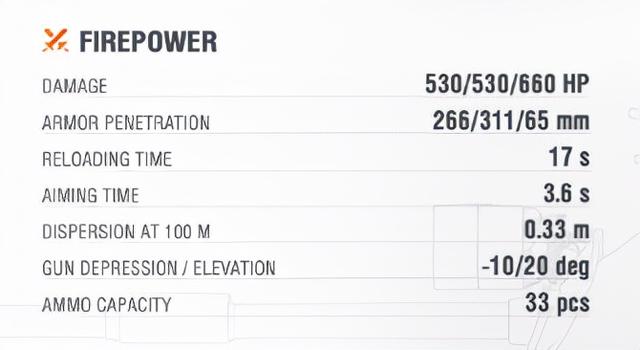 FIREPOWER
DAMAGE 530/530/660 HP
ARMOR PENETRATION 266/311/65 mm
RELOADING TIME 17 s
AIMING TIME 3.6 s
DISPERSION AT 100 M 0.33 m
GUN DEPRESSION / ELEVATION -10/20 deg
AMMO CAPACITY 33 pcs